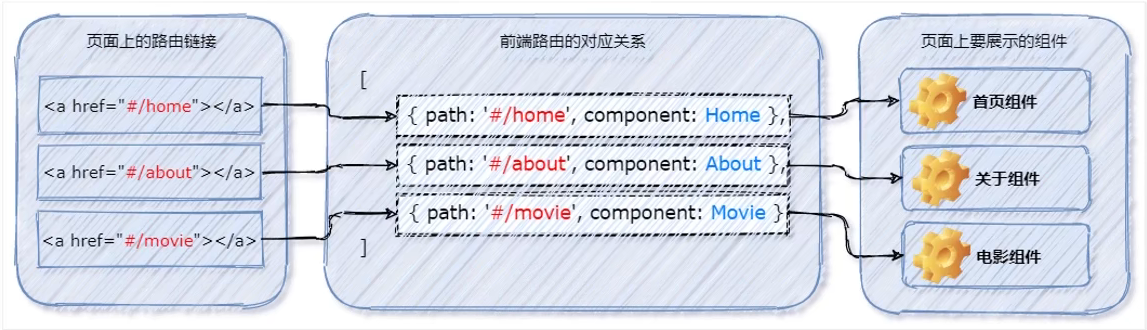 页面上的路由链接
<a href="#/home"></a>
<a href="#/about"></a>
<a href="#/movie"></a>
前端路由的对应关系
[
{ path: '#/home', component: Home },
{ path: '#/about', component: About },
{ path: '#/movie', component: Movie }
]
页面上要展示的组件
首页组件
关于组件
电影组件